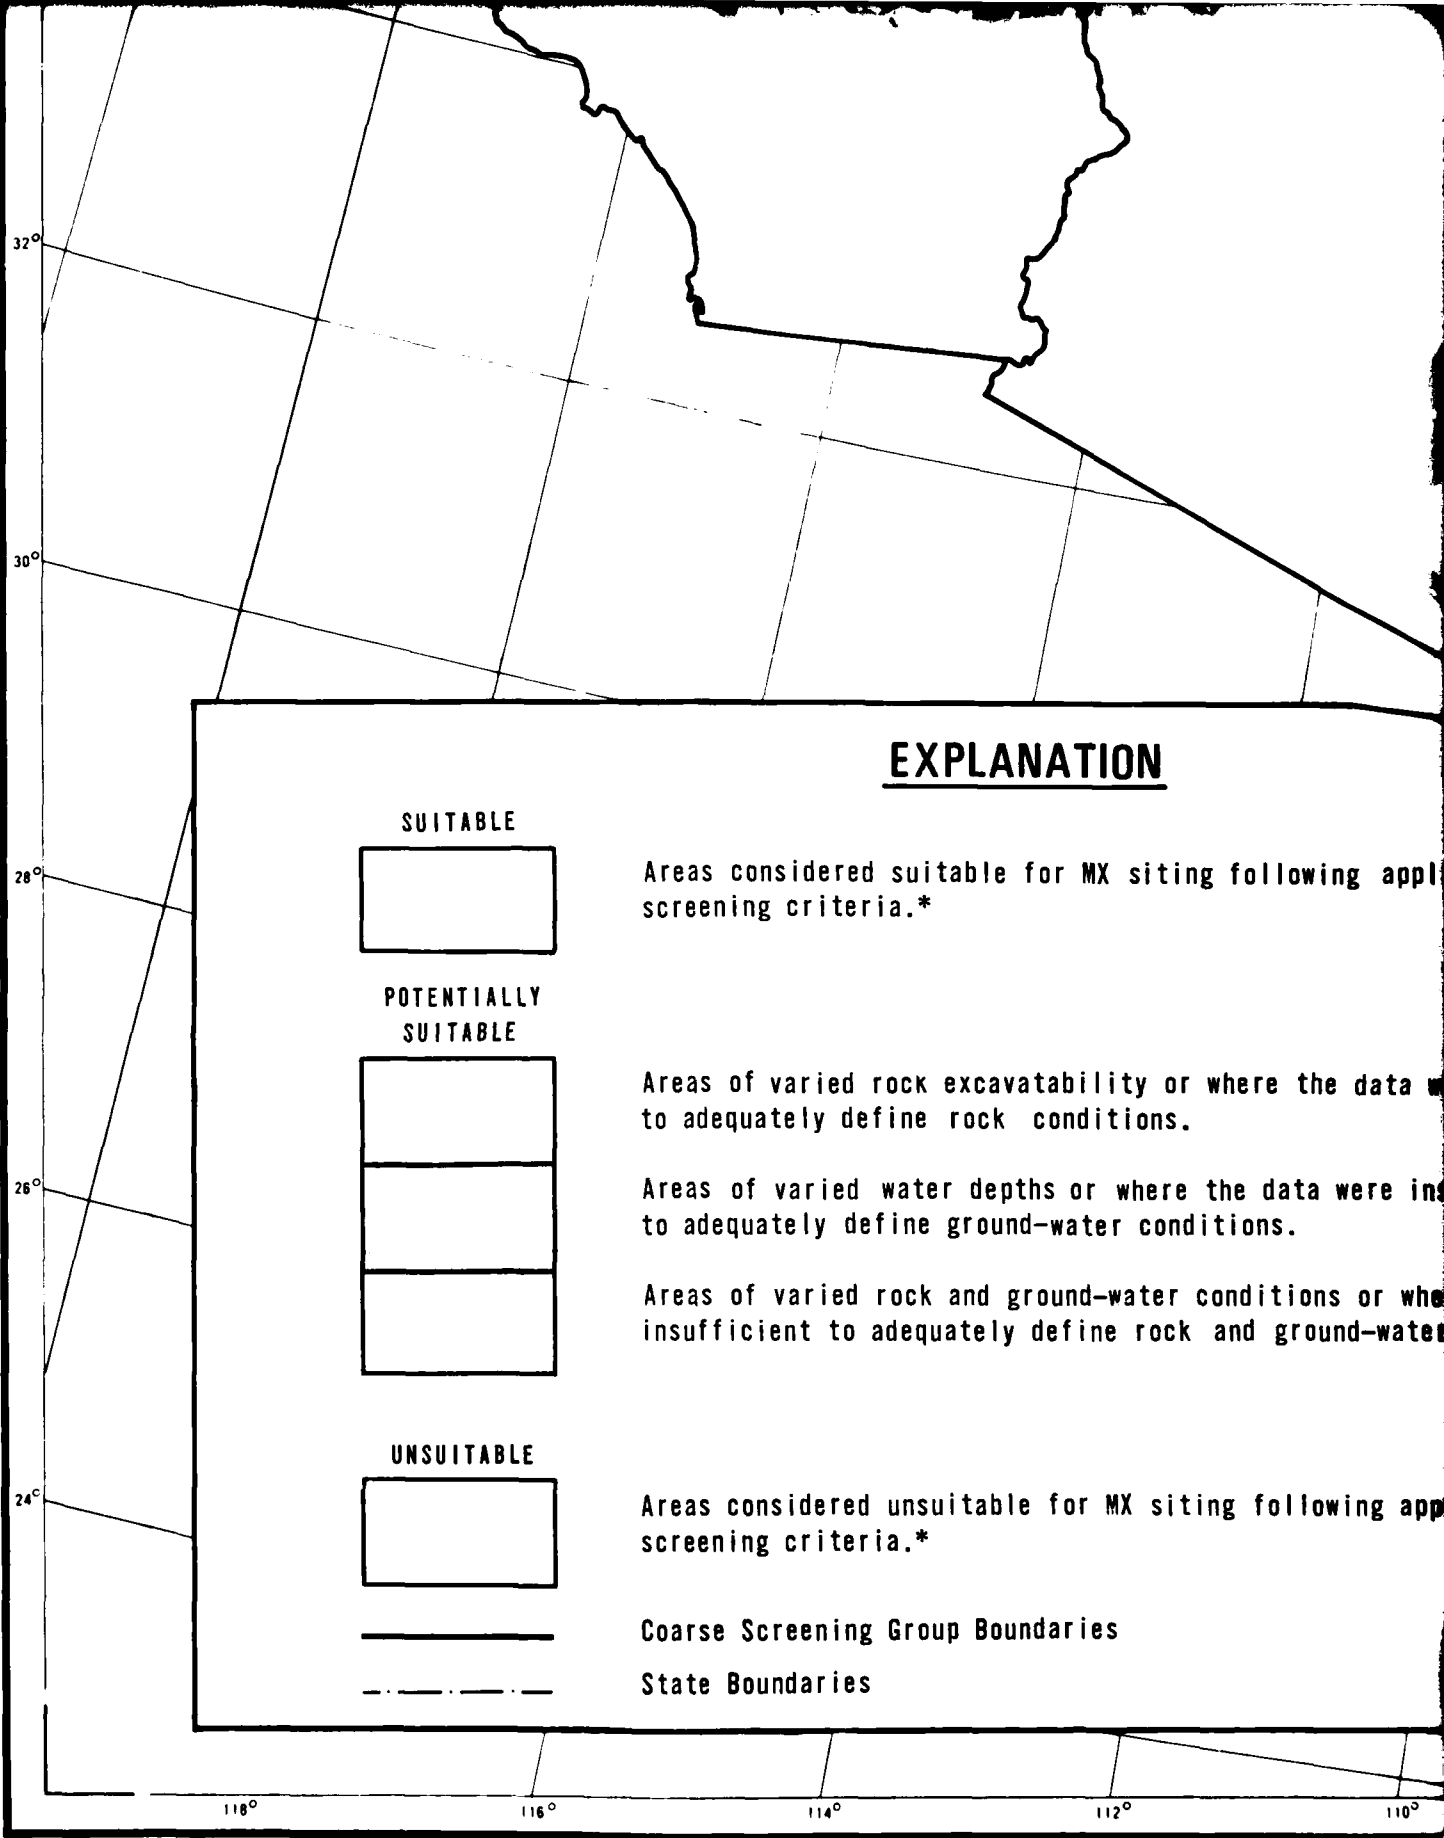 32°
30°
EXPLANATION
SUITABLE
28°
Areas considered suitable for MX siting following appl
screening criteria.*
POTENTIALLY
SUITABLE
Areas of varied rock excavatability or where the data
to adequately define rock conditions.
26°
Areas of varied water depths or where the data were ins
to adequately define ground-water conditions.
Areas of varied rock and ground-water conditions or whe
insufficient to adequately define rock and ground-water
UNSUITABLE
24°
Areas considered unsuitable for MX siting following app
screening criteria.*
Coarse Screening Group Boundaries
State Boundaries
118° 116° 114° 112° 110°